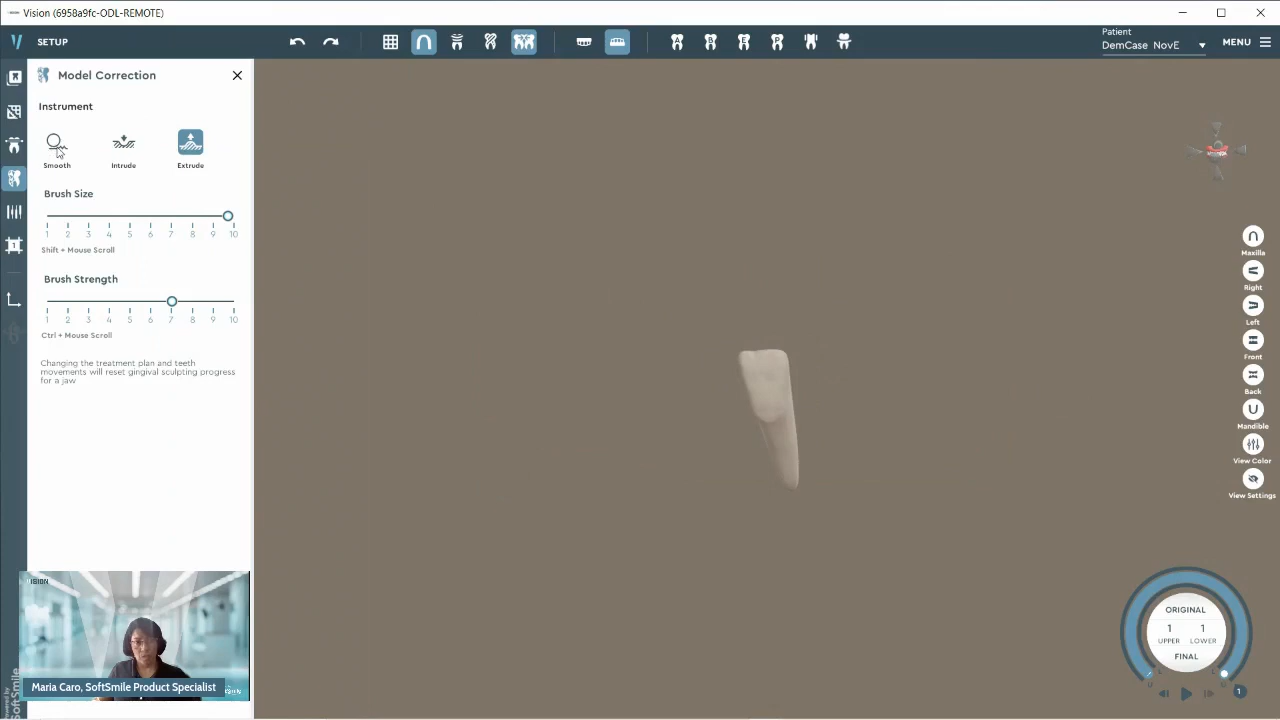 Vision (6958a9fc-ODL-REMOTE)
SETUP
Patient
DemCase NovE
MENU
Model Correction
Instrument
Smooth
Intrude
Extrude
Brush Size
1 2 3 4 5 6 7 8 9 10
Shift + Mouse Scroll
Brush Strength
1 2 3 4 5 6 7 8 9 10
Ctrl + Mouse Scroll
Changing the treatment plan and teeth
movements will reset gingival sculpting progress
for a jaw
Maxilla
Right
Left
Front
Back
Mandible
View Color
View Settings
ORIGINAL
1 1
UPPER LOWER
FINAL
1
Maria Caro, SoftSmile Product Specialist
Powered by
SoftSmile